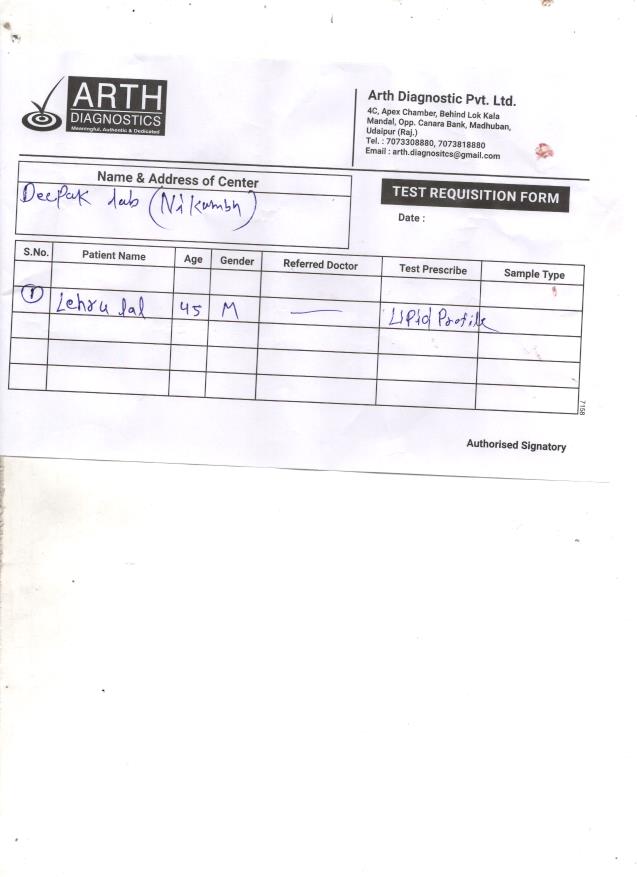 ARTH
DIAGNOSTICS
Meaningful, Authentic & Dedicated
Arth Diagnostic Pvt. Ltd.
4C, Apex Chamber, Behind Lok Kala
Mandal, Opp. Canara Bank, Madhuban,
Udaipur (Raj.)
Tel. : 7073308880, 7073818880
Email : arth.diagnositcs@gmail.com
Name & Address of Center
DeePak lab (Nikumbh)
TEST REQUISITION FORM
Date :
S.No. Patient Name Age Gender Referred Doctor Test Prescribe Sample Type
1 Lehru lal 45 M — Lipid Profile
7158
Authorised Signatory